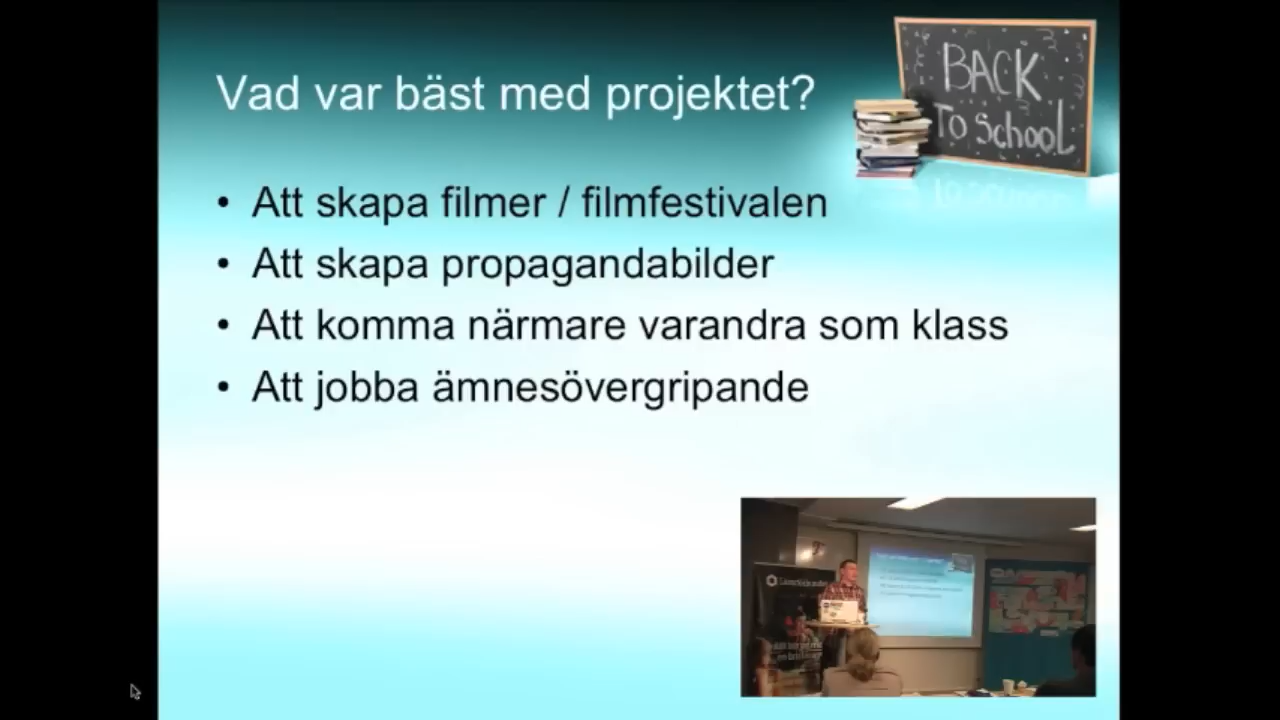 Vad var bäst med projektet?
BACK
To School
• Att skapa filmer / filmfestivalen
• Att skapa propagandabilder
• Att komma närmare varandra som klass
• Att jobba ämnesövergripande